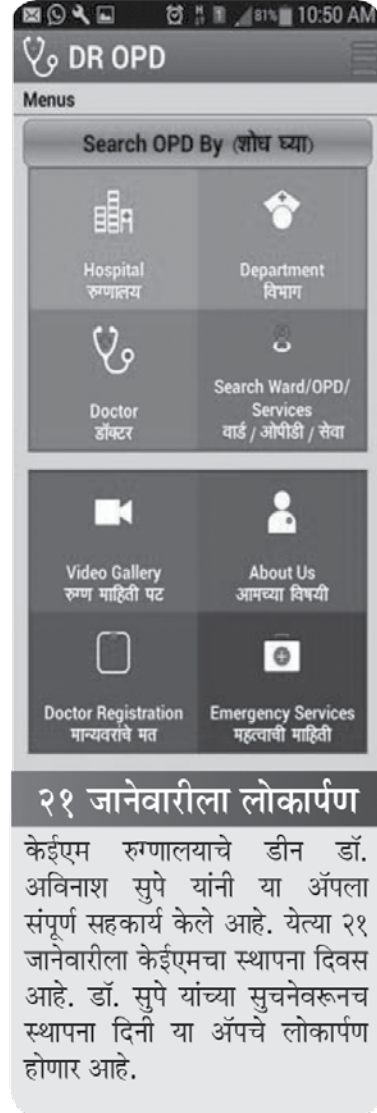 81% 10:50 AM
DR OPD
Menus
Search OPD By (शोध घ्या)
Hospital
रुग्णालय
Department
विभाग
Doctor
डॉक्टर
Search Ward/OPD/
Services
वार्ड / ओपीडी / सेवा
Video Gallery
रुग्ण माहिती पट
About Us
आमच्या विषयी
Doctor Registration
मान्यवरांचे मत
Emergency Services
महत्वाची माहिती
२१ जानेवारीला लोकार्पण
केईएम रुग्णालयाचे डीन डॉ.
अविनाश सुपे यांनी या ॲपला
संपूर्ण सहकार्य केले आहे. येत्या २१
जानेवारीला केईएमचा स्थापना दिवस
आहे. डॉ. सुपे यांच्या सुचनेवरूनच
स्थापना दिनी या ॲपचे लोकार्पण
होणार आहे.